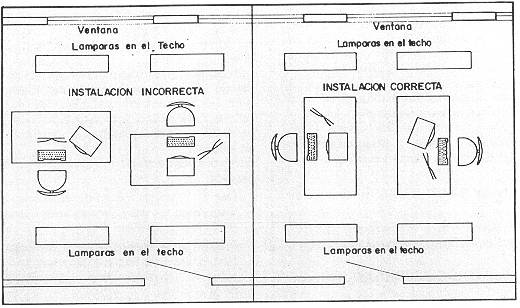 Ventana
Lamparas en el Techo
INSTALACION INCORRECTA
Lamparas en el techo
Ventana
Lamparas en el techo
INSTALACION CORRECTA
Lamparas en el techo